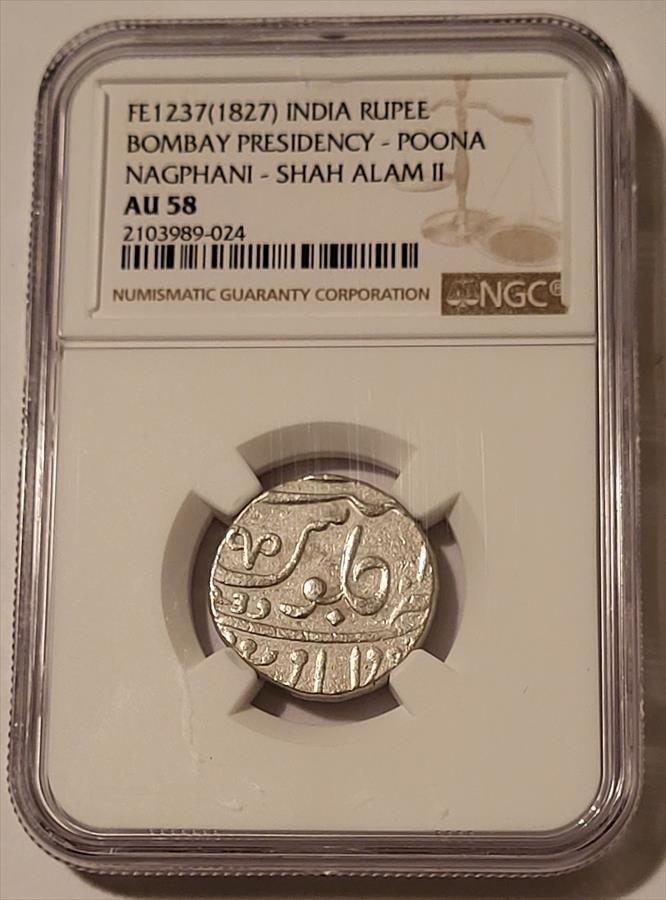 FE1237(1827) INDIA RUPEE
BOMBAY PRESIDENCY - POONA
NAGPHANI - SHAH ALAM II
AU 58
2103989-024
NUMISMATIC GUARANTY CORPORATION
NGC®